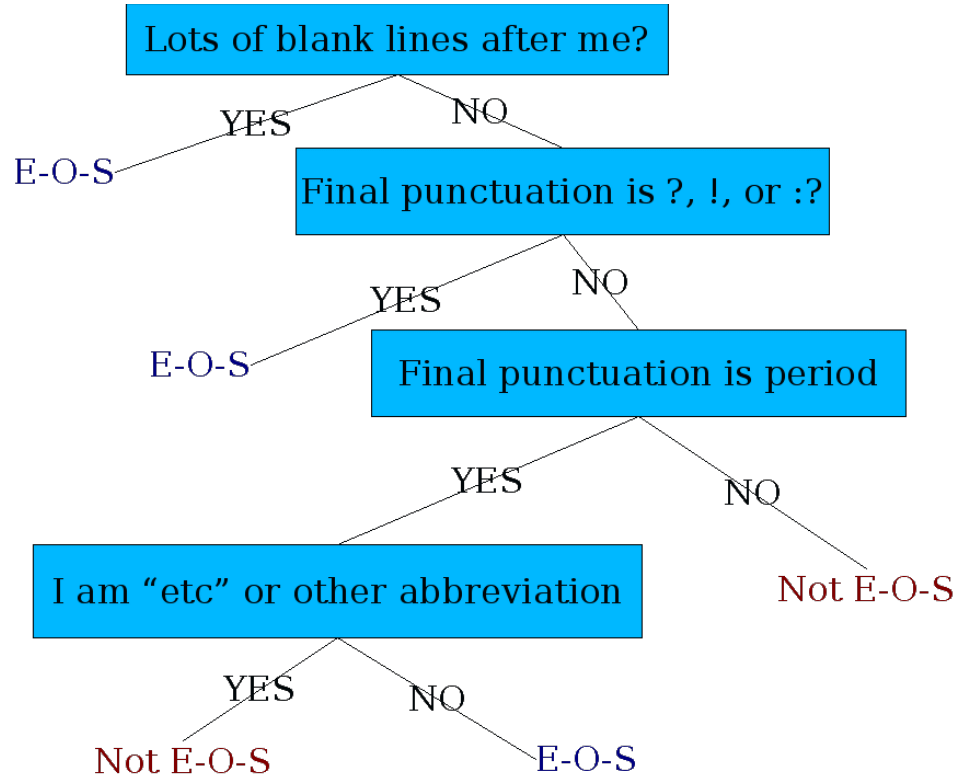 Lots of blank lines after me?
YES
NO
E-O-S
Final punctuation is ?, !, or :?
YES
NO
E-O-S
Final punctuation is period
YES
NO
I am “etc” or other abbreviation
Not E-O-S
YES
NO
Not E-O-S
E-O-S